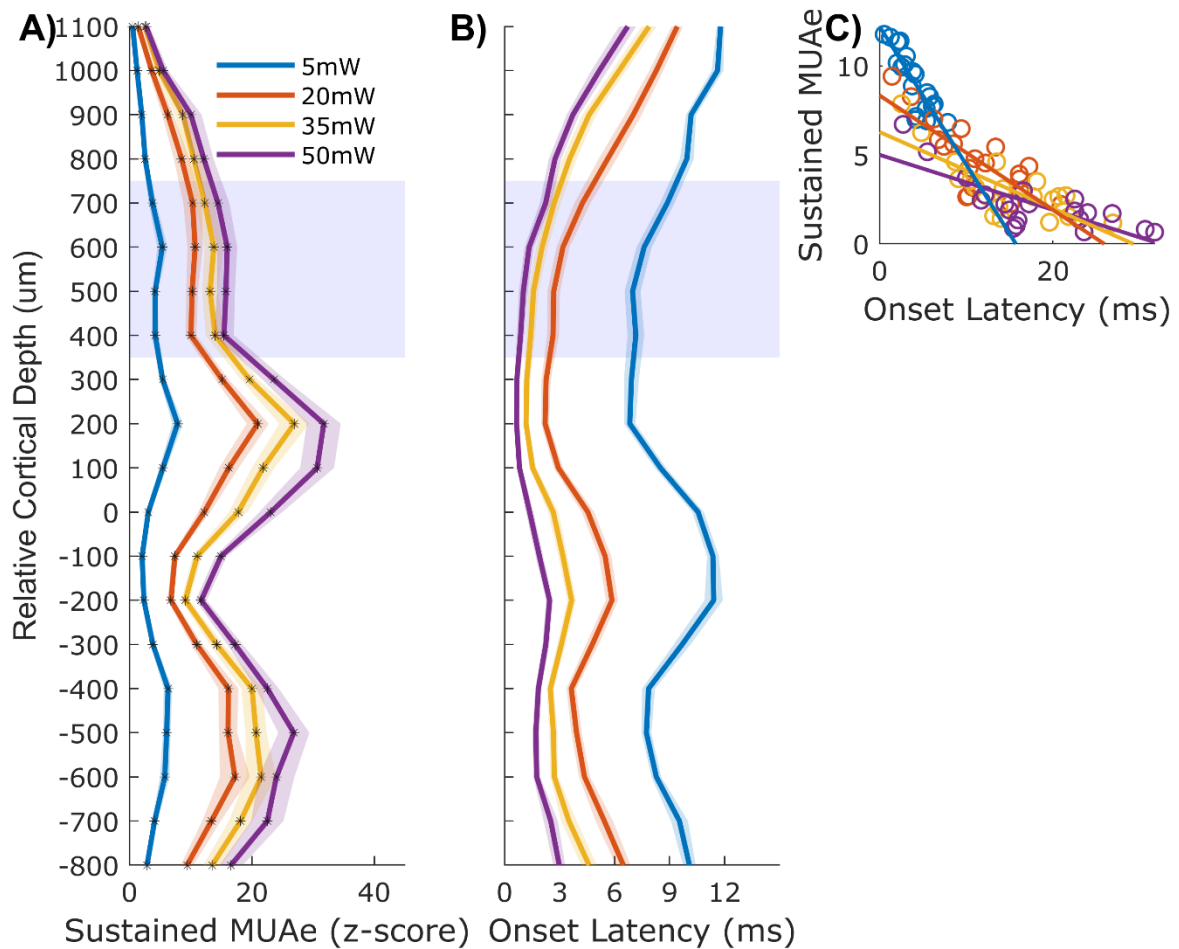 A)
B)
C)
1100
1000
900
800
700
600
500
400
300
200
100
0
-100
-200
-300
-400
-500
-600
-700
-800
Relative Cortical Depth (um)
5mW
20mW
35mW
50mW
0 20 40
Sustained MUAe (z-score)
0 3 6 9 12
Onset Latency (ms)
Sustained MUAe
10
5
0
0 20
Onset Latency (ms)